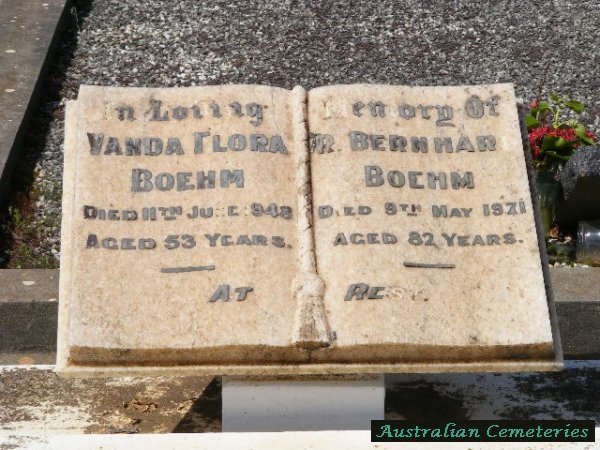 In Loving
VANDA FLORA
BOEHM
DIED 11TH JUNE 1948
AGED 53 YEARS.
AT
Memory Of
BERNHAR
BOEHM
DIED 9TH MAY 1971
AGED 82 YEARS.
REST.
Australian Cemeteries